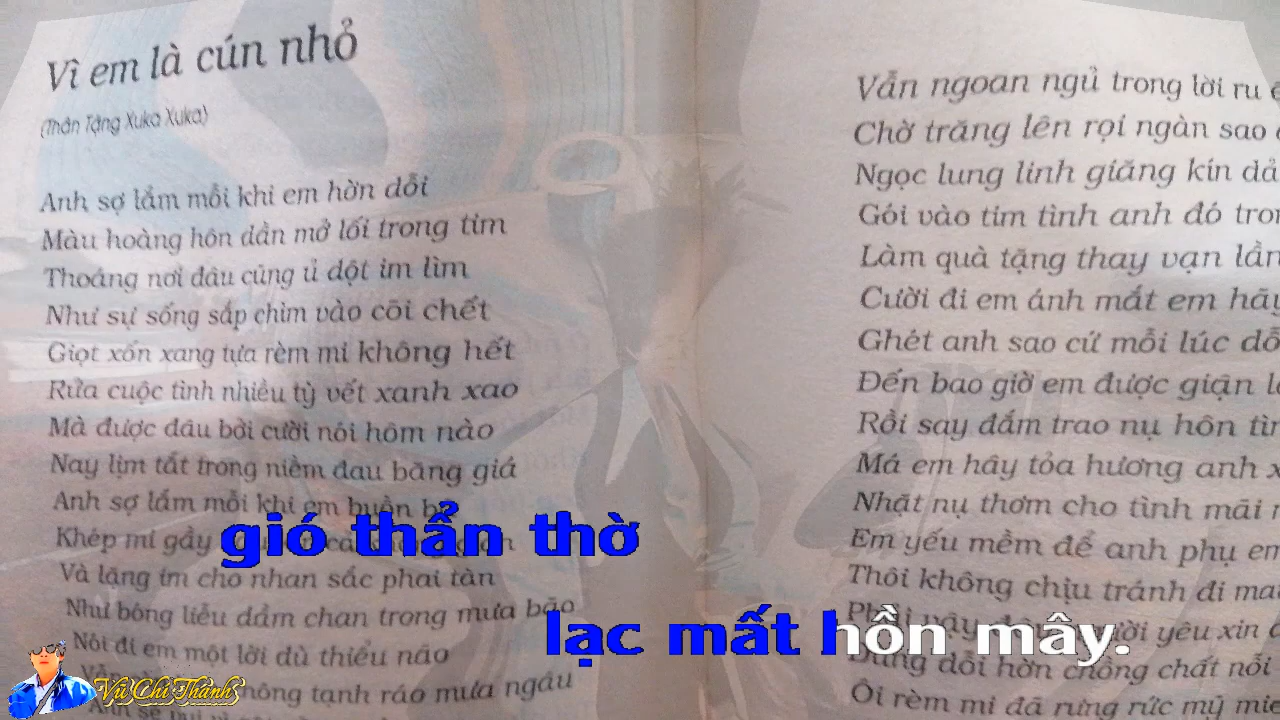 Vì em là cún nhỏ
(Thân Tặng Xuka Xuka)
Anh sợ lắm mỗi khi em hờn dỗi
Màu hoàng hôn dần mở lối trong tim
Thoáng nơi đâu cũng ủ dột im lìm
Như sự sống sắp chìm vào cõi chết
Giọt xốn xang tựa rèm mi không hết
Rửa cuộc tình nhiều tỳ vết xanh xao
Mà được đâu bởi cười nói hôm nào
Nay lịm tắt trong niềm đau băng giá
Anh sợ lắm mỗi khi em buồn
Khép mi gầy
Và lặng im cho nhan sắc phai tàn
Như bóng liễu dầm chan trong mưa bão
Nói đi em một lời dù thiểu não
không tạnh ráo mưa ngâu
Vẫn ngoan ngủ trong lời ru
Chờ trăng lên rọi ngàn sao
Ngọc lung linh giăng kín
Gói vào tim tình anh đó
Làm quà tặng thay vạn lần
Cười đi em ánh mắt em
Ghét anh sao cứ mỗi lúc
Đến bao giờ em được giận
Rồi say đắm trao nụ hôn
Má em hãy tỏa hương anh
Nhặt nụ thơm cho tình mãi
Em yếu mềm để anh phụ
Thôi không chịu tránh đi
yêu xin
Đừng dỗi hờn chồng chất nỗi
Ôi rèm mi đã rưng rức mỹ
gió thẩn thờ
lạc mất hồn mây.
Vũ Chí Thành